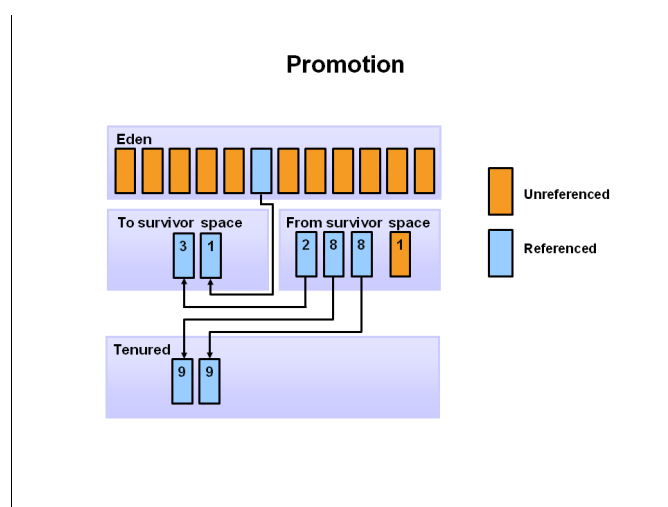 Promotion
Eden
Unreferenced
To survivor space
From survivor space
3 1
2 8 8 1
Referenced
Tenured
9 9